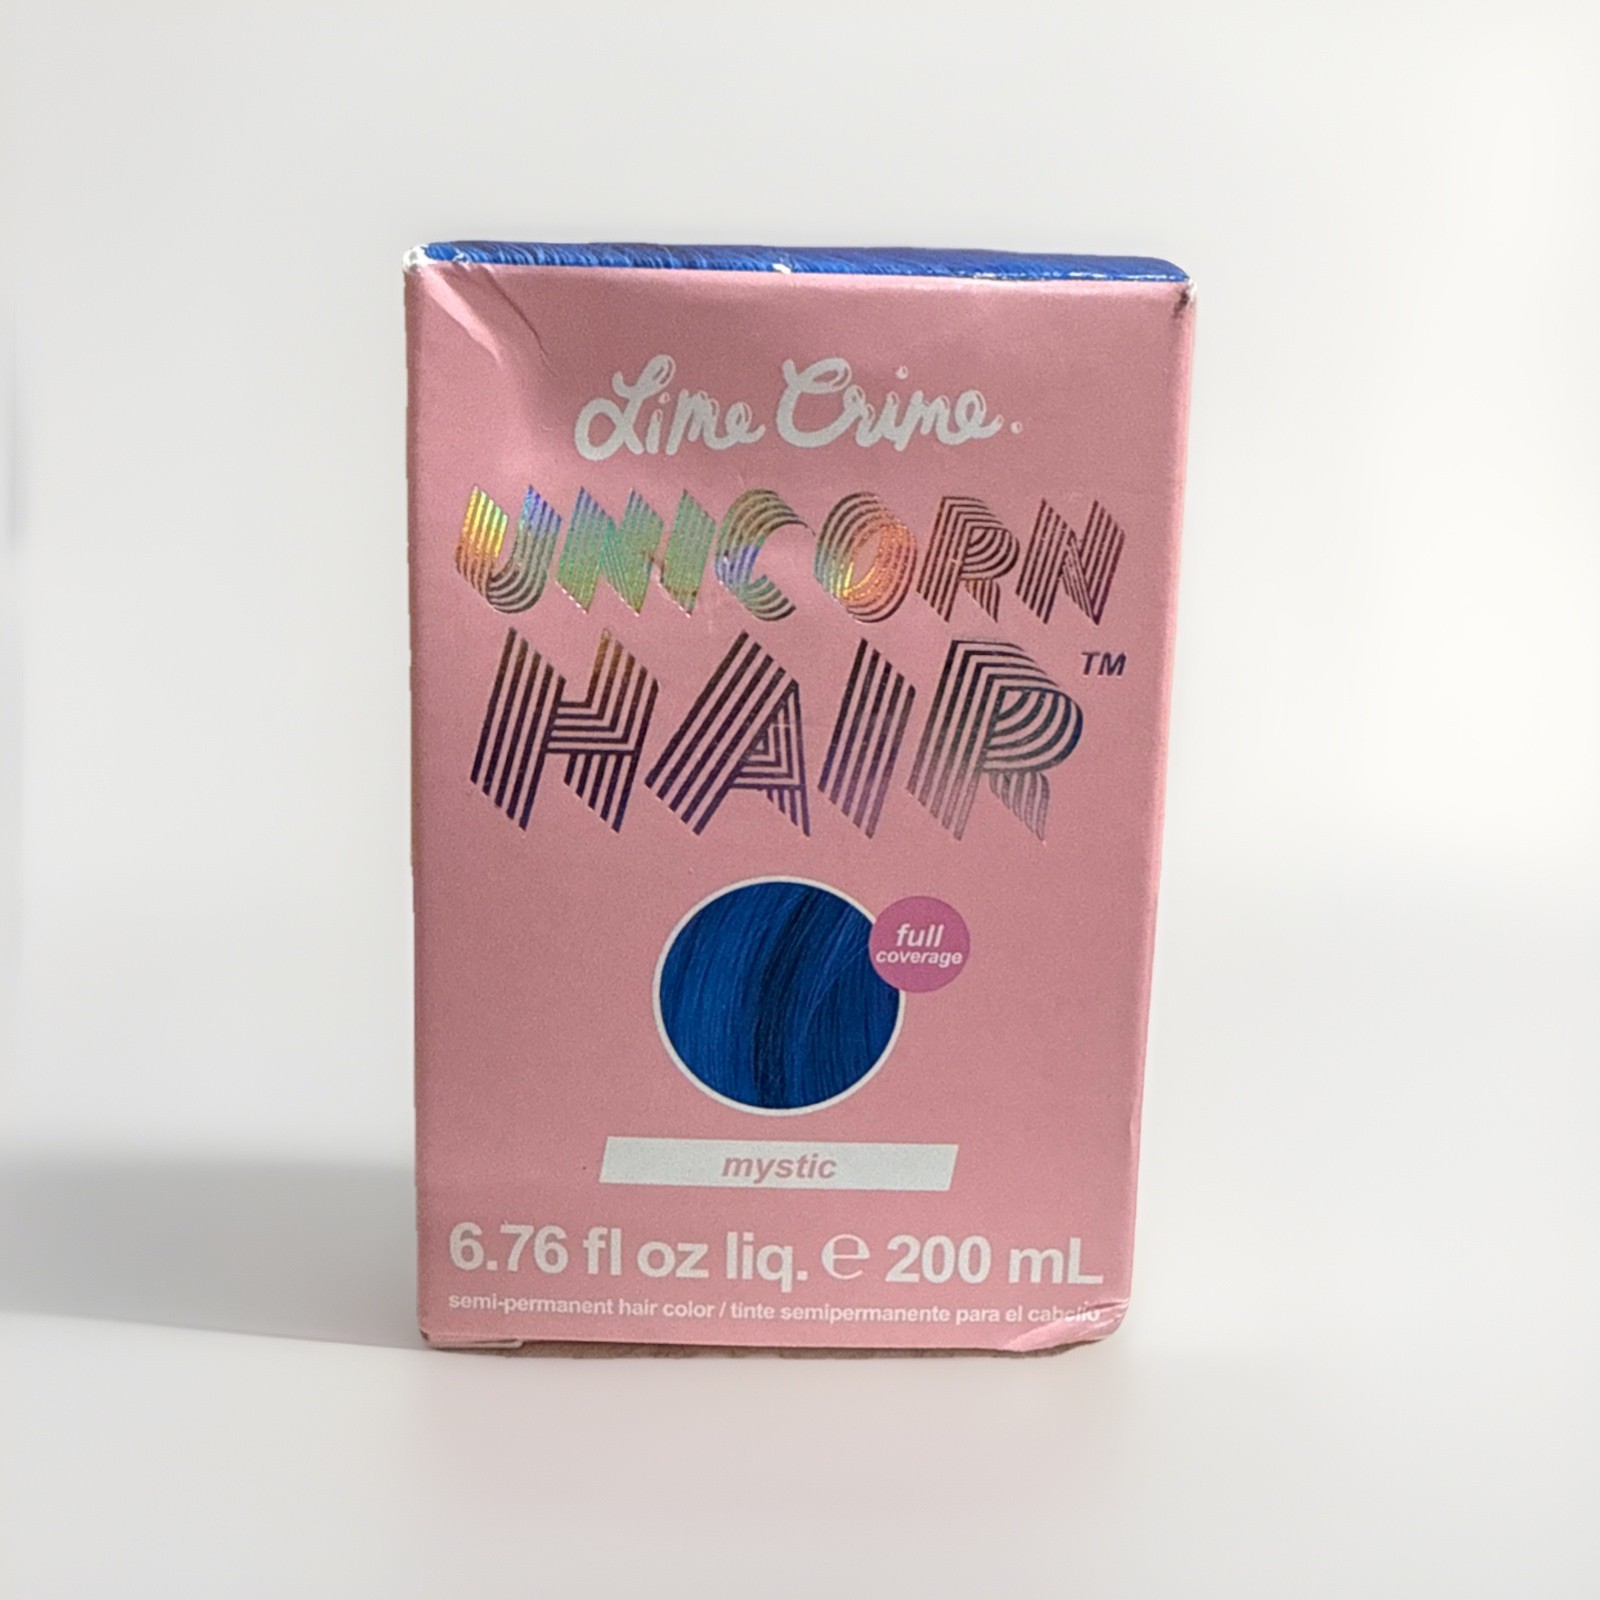 Lime Crime.
UNICORN
HAIR™
full
coverage
mystic
6.76 fl oz liq. ℮ 200 mL
semi-permanent hair color / tinte semipermanente para el cabello